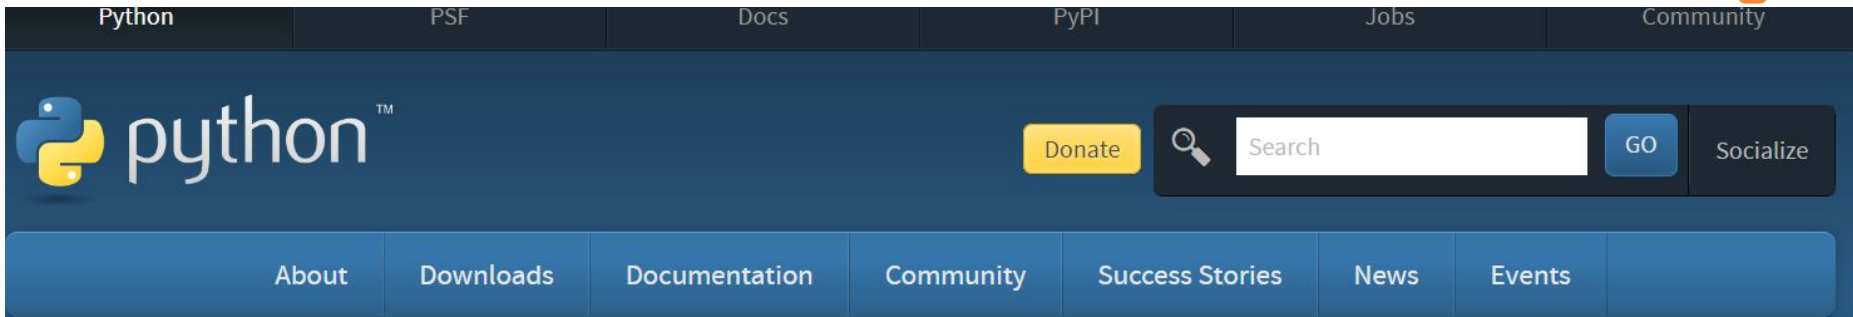 Python PSF Docs PyPI Jobs Community
python™
Donate Search GO Socialize
About Downloads Documentation Community Success Stories News Events